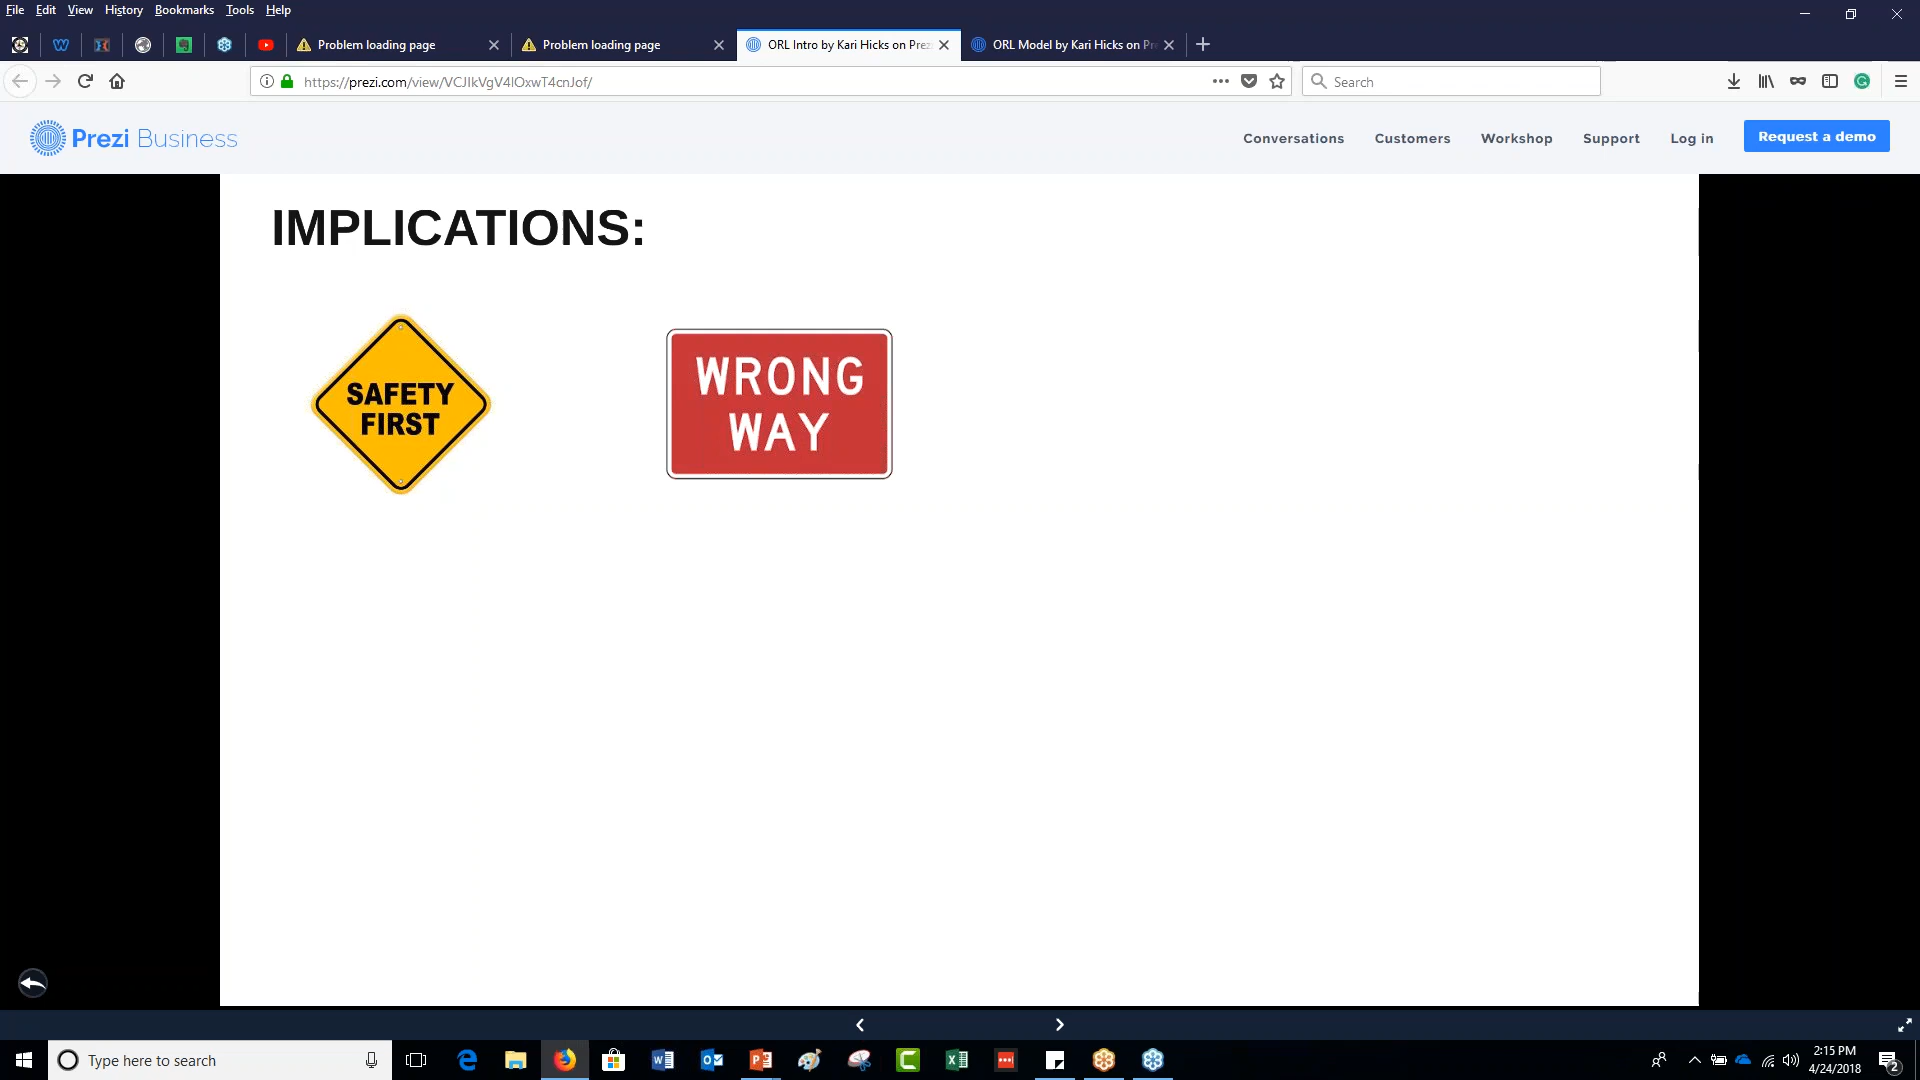 File Edit View History Bookmarks Tools Help
Problem loading page
Problem loading page
ORL Intro by Kari Hicks on Prez
ORL Model by Kari Hicks on Pre
https://prezi.com/view/VCJIkVgV4lOxwT4cnJof/
Search
Prezi Business
Conversations Customers Workshop Support Log in Request a demo
IMPLICATIONS:
SAFETY
FIRST
WRONG
WAY
Type here to search
2:15 PM
4/24/2018
2